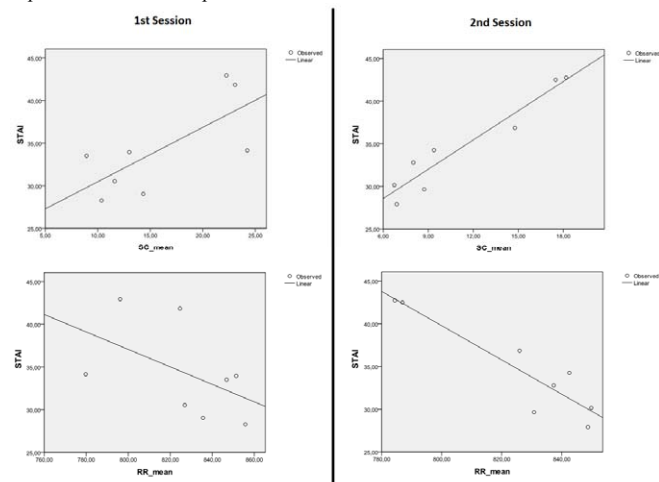 1st Session
2nd Session
45,00
40,00
35,00
30,00
25,00
STAI
5,00 10,00 15,00 20,00 25,00
SC_mean
Observed
Linear
45,00
40,00
35,00
30,00
25,00
STAI
6,00 9,00 12,00 15,00 18,00
SC_mean
Observed
Linear
45,00
40,00
35,00
30,00
25,00
STAI
760,00 780,00 800,00 820,00 840,00 860,00
RR_mean
Observed
Linear
45,00
40,00
35,00
30,00
25,00
STAI
780,00 800,00 820,00 840,00
RR_mean
Observed
Linear